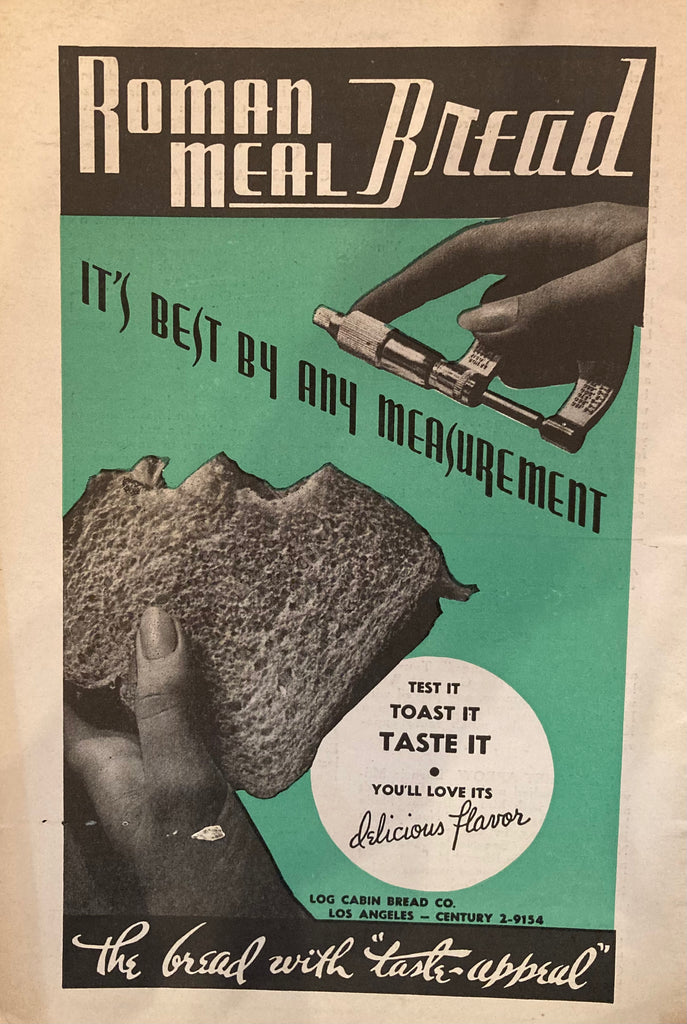 ROMAN
MEAL Bread
IT'S BEST BY ANY MEASUREMENT
TEST IT
TOAST IT
TASTE IT
•
YOU'LL LOVE ITS
delicious flavor
LOG CABIN BREAD CO.
LOS ANGELES — CENTURY 2-9154
the bread with "taste-appeal"